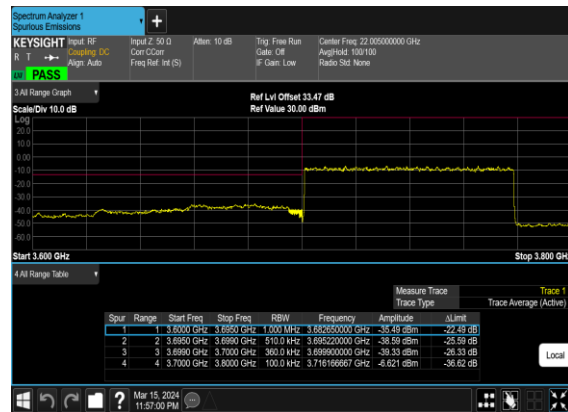 Spectrum Analyzer 1
Spurious Emissions
KEYSIGHT
Input: RF
Coupling: DC
Align: Auto
Input Z: 50 Ω
Corr CCorr
Freq Ref: Int (S)
Atten: 10 dB
Trig: Free Run
Gate: Off
IF Gain: Low
Center Freq: 22.005000000 GHz
Avg|Hold: 100/100
Radio Std: None
R T
PASS
3 All Range Graph
Scale/Div 10.0 dB
Ref Lvl Offset 33.47 dB
Ref Value 30.00 dBm
Log
20.0
10.0
0.00
-10.0
-20.0
-30.0
-40.0
-50.0
-60.0
Start 3.600 GHz
Stop 3.800 GHz
4 All Range Table
Measure Trace Trace 1
Trace Type Trace Average (Active)
Spur Range Start Freq Stop Freq RBW Frequency Amplitude ΔLimit
1 1 3.6000 GHz 3.6950 GHz 1.000 MHz 3.682650000 GHz -35.49 dBm -22.49 dB
2 2 3.6950 GHz 3.6990 GHz 510.0 kHz 3.695220000 GHz -38.59 dBm -25.59 dB
3 3 3.6990 GHz 3.7000 GHz 360.0 kHz 3.699900000 GHz -39.33 dBm -26.33 dB
4 4 3.7000 GHz 3.8000 GHz 100.0 kHz 3.716166667 GHz -6.621 dBm -36.62 dB
Local
?
Mar 15, 2024
11:57:00 PM